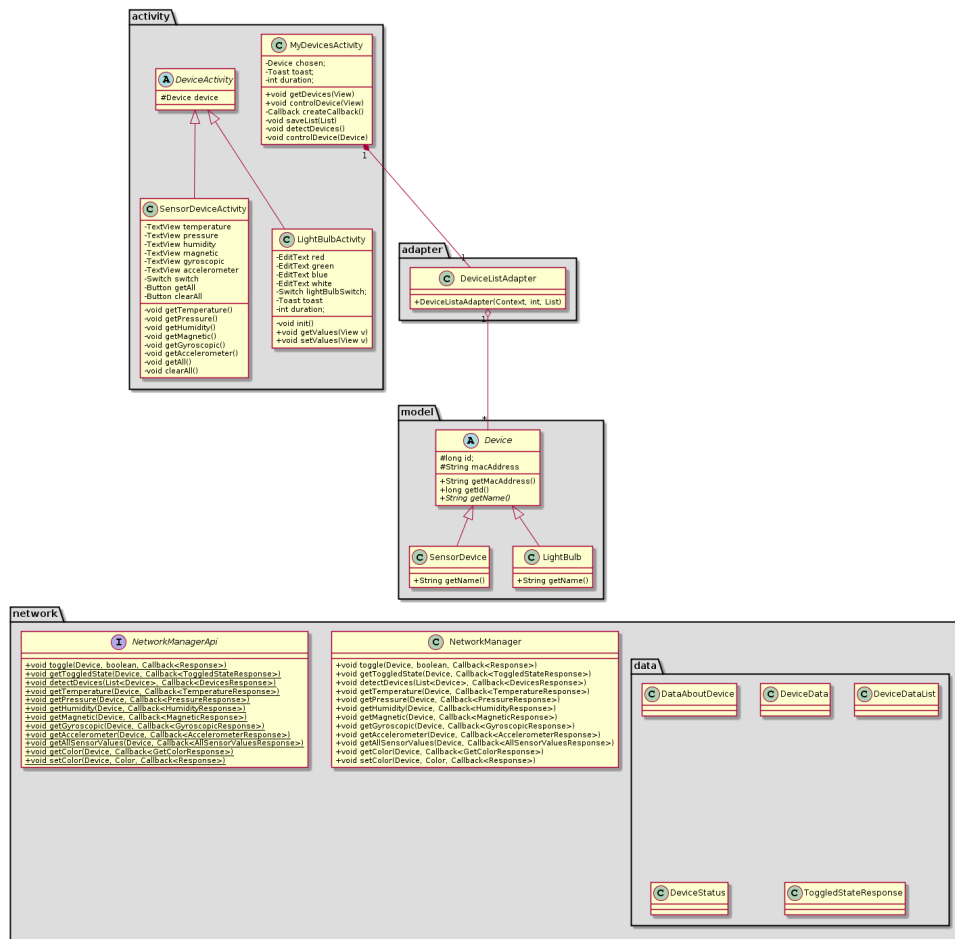 activity
C MyDevicesActivity
-Device chosen;
-Toast toast;
-int duration;
+void getDevices(View)
+void controlDevice(View)
-Callback createCallback()
-void saveList(List)
-void detectDevices()
-void controlDevice(Device)
A DeviceActivity
#Device device
1
C SensorDeviceActivity
-TextView temperature
-TextView pressure
-TextView humidity
-TextView magnetic
-TextView gyroscopic
-TextView accelerometer
-Switch switch
-Button getAll
-Button clearAll
-void getTemperature()
-void getPressure()
-void getHumidity()
-void getMagnetic()
-void getGyroscopic()
-void getAccelerometer()
-void getAll()
-void clearAll()
C LightBulbActivity
-EditText red
-EditText green
-EditText blue
-EditText white
-Switch lightBulbSwitch;
-Toast toast
-int duration;
-void init()
+void getValues(View v)
+void setValues(View v)
adapter
1
C DeviceListAdapter
+DeviceListaAdapter(Context, int, List)
1
model
*
A Device
#long id;
#String macAddress
+String getMacAddress()
+long getId()
+String getName()
C SensorDevice
+String getName()
C LightBulb
+String getName()
network
I NetworkManagerApi
+void toggle(Device, boolean, Callback<Response>)
+void getToggledState(Device, Callback<ToggledStateResponse>)
+void detectDevices(List<Device>, Callback<DevicesResponse>)
+void getTemperature(Device, Callback<TemperatureResponse>)
+void getPressure(Device, Callback<PressureResponse>)
+void getHumidity(Device, Callback<HumidityResponse>)
+void getMagnetic(Device, Callback<MagneticResponse>)
+void getGyroscopic(Device, Callback<GyroscopicResponse>)
+void getAccelerometer(Device, Callback<AccelerometerResponse>)
+void getAllSensorValues(Device, Callback<AllSensorValuesResponse>)
+void getColor(Device, Callback<GetColorResponse>)
+void setColor(Device, Color, Callback<Response>)
C NetworkManager
+void toggle(Device, boolean, Callback<Response>)
+void getToggledState(Device, Callback<ToggledStateResponse>)
+void detectDevices(List<Device>, Callback<DevicesResponse>)
+void getTemperature(Device, Callback<TemperatureResponse>)
+void getPressure(Device, Callback<PressureResponse>)
+void getHumidity(Device, Callback<HumidityResponse>)
+void getMagnetic(Device, Callback<MagneticResponse>)
+void getGyroscopic(Device, Callback<GyroscopicResponse>)
+void getAccelerometer(Device, Callback<AccelerometerResponse>)
+void getAllSensorValues(Device, Callback<AllSensorValuesResponse>)
+void getColor(Device, Callback<GetColorResponse>)
+void setColor(Device, Color, Callback<Response>)
data
C DataAboutDevice
C DeviceData
C DeviceDataList
C DeviceStatus
C ToggledStateResponse